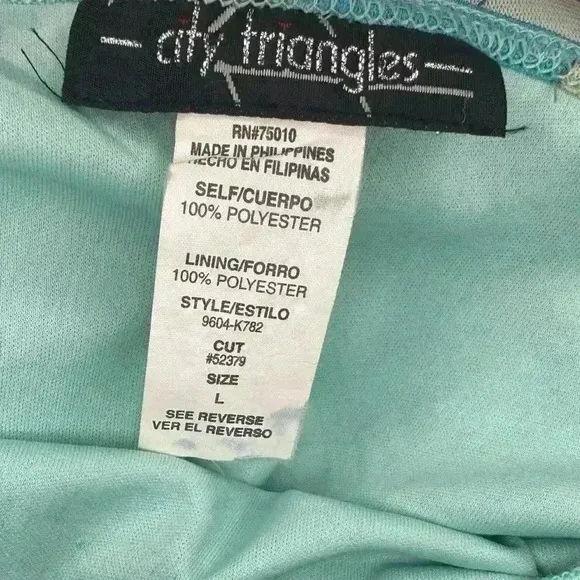 city triangles
RN#75010
MADE IN PHILIPPINES
HECHO EN FILIPINAS
SELF/CUERPO
100% POLYESTER
LINING/FORRO
100% POLYESTER
STYLE/ESTILO
9604-K782
CUT
#52379
SIZE
L
SEE REVERSE
VER EL REVERSO